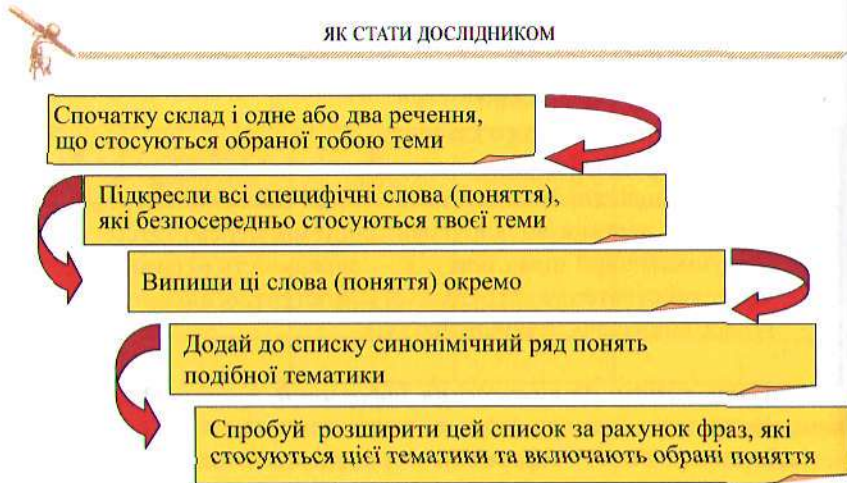 ЯК СТАТИ ДОСЛІДНИКОМ
Спочатку склад і одне або два речення,
що стосуються обраної тобою теми
Підкресли всі специфічні слова (поняття),
які безпосередньо стосуються твоєї теми
Випиши ці слова (поняття) окремо
Додай до списку синонімічний ряд понять
подібної тематики
Спробуй розширити цей список за рахунок фраз, які
стосуються цієї тематики та включають обрані поняття